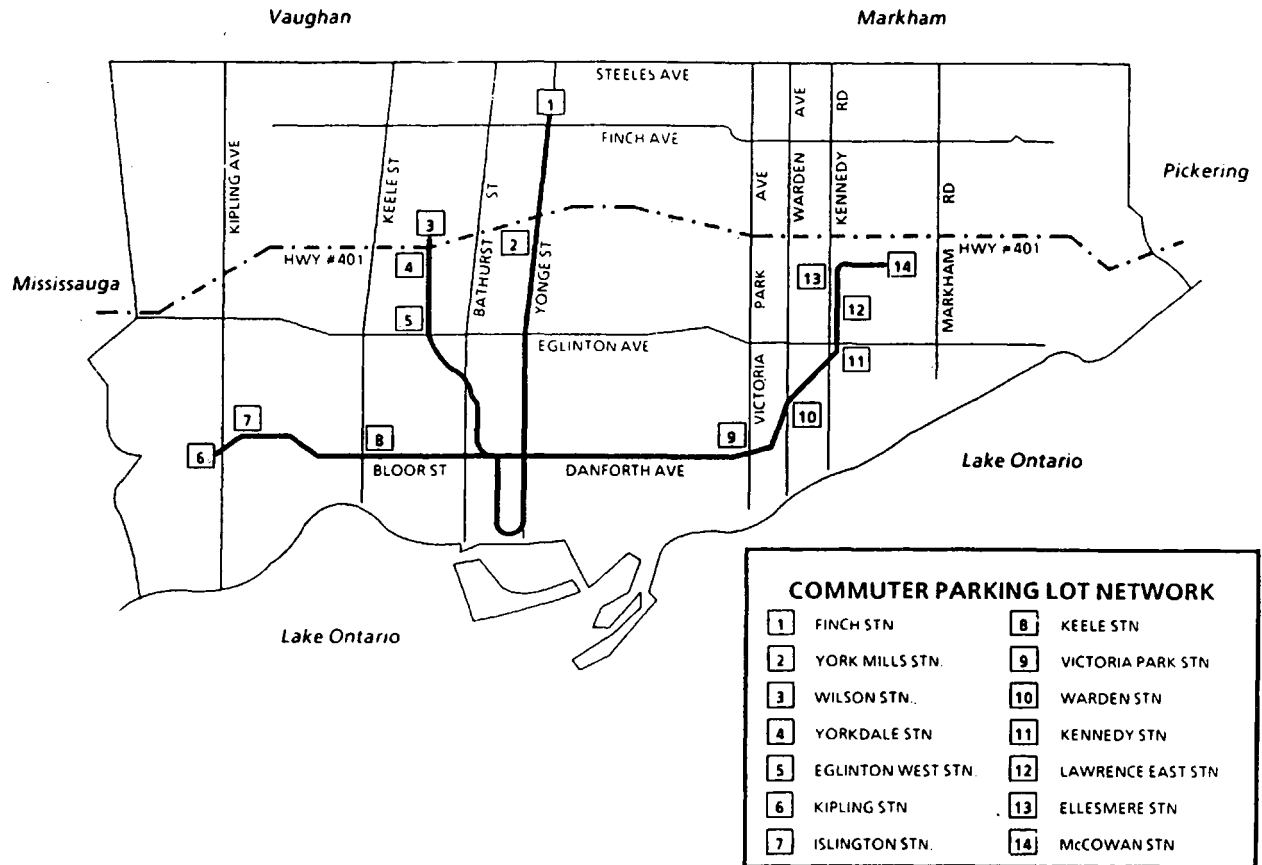 Vaughan
Markham
STEELES AVE
1
FINCH AVE
KIPLING AVE
KEELE ST
BATHURST ST
YONGE ST
VICTORIA PARK AVE
WARDEN AVE
KENNEDY RD
MARKHAM RD
Pickering
3
2
HWY #401
HWY #401
4
13
14
Mississauga
5
12
EGLINTON AVE
11
7
10
6
8
9
BLOOR ST
DANFORTH AVE
Lake Ontario
Lake Ontario
COMMUTER PARKING LOT NETWORK
1 FINCH STN
2 YORK MILLS STN.
3 WILSON STN..
4 YORKDALE STN
5 EGLINTON WEST STN.
6 KIPLING STN
7 ISLINGTON STN.
8 KEELE STN
9 VICTORIA PARK STN
10 WARDEN STN
11 KENNEDY STN
12 LAWRENCE EAST STN
13 ELLESMERE STN
14 McCOWAN STN